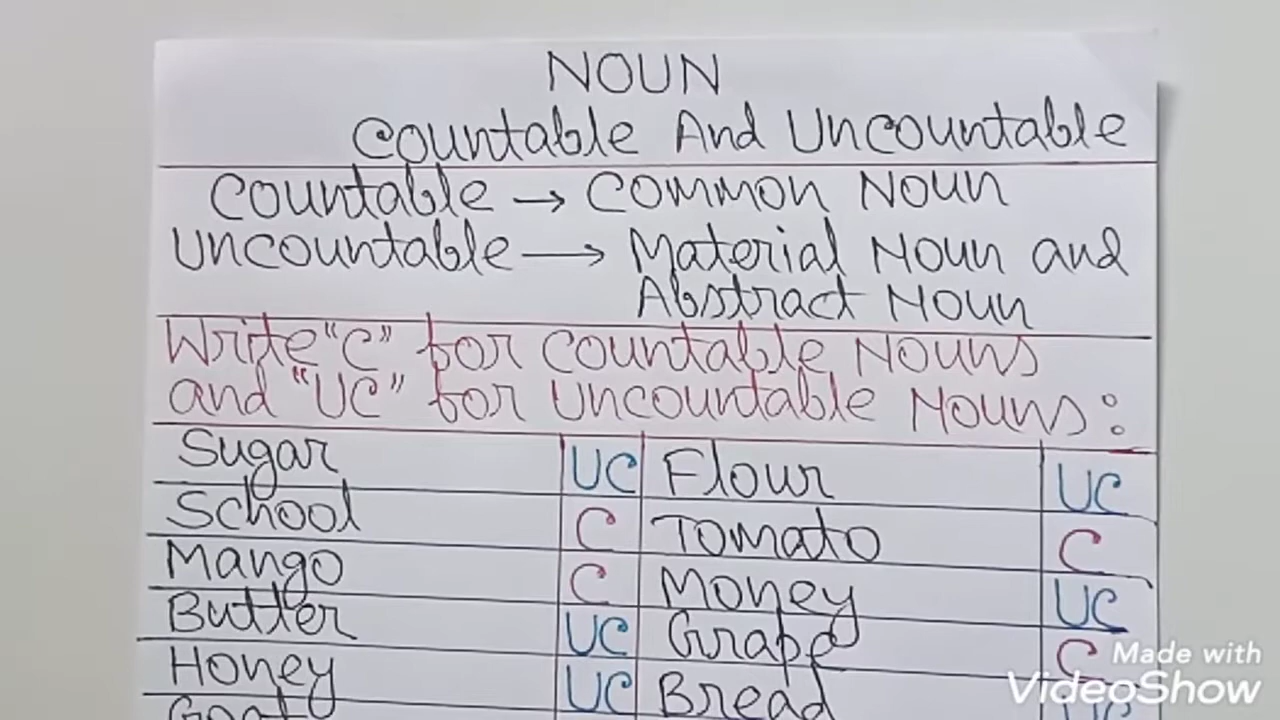 NOUN
Countable And Uncountable
Countable → Common Noun
Uncountable → Material Noun and
Abstract Noun
Write "C" for Countable Nouns
and "UC" for Uncountable Nouns:
Sugar UC Flour UC
School C Tomato C
Mango C Money UC
Butter UC Grape C
Honey UC Bread UC
Goat
Made with
VideoShow